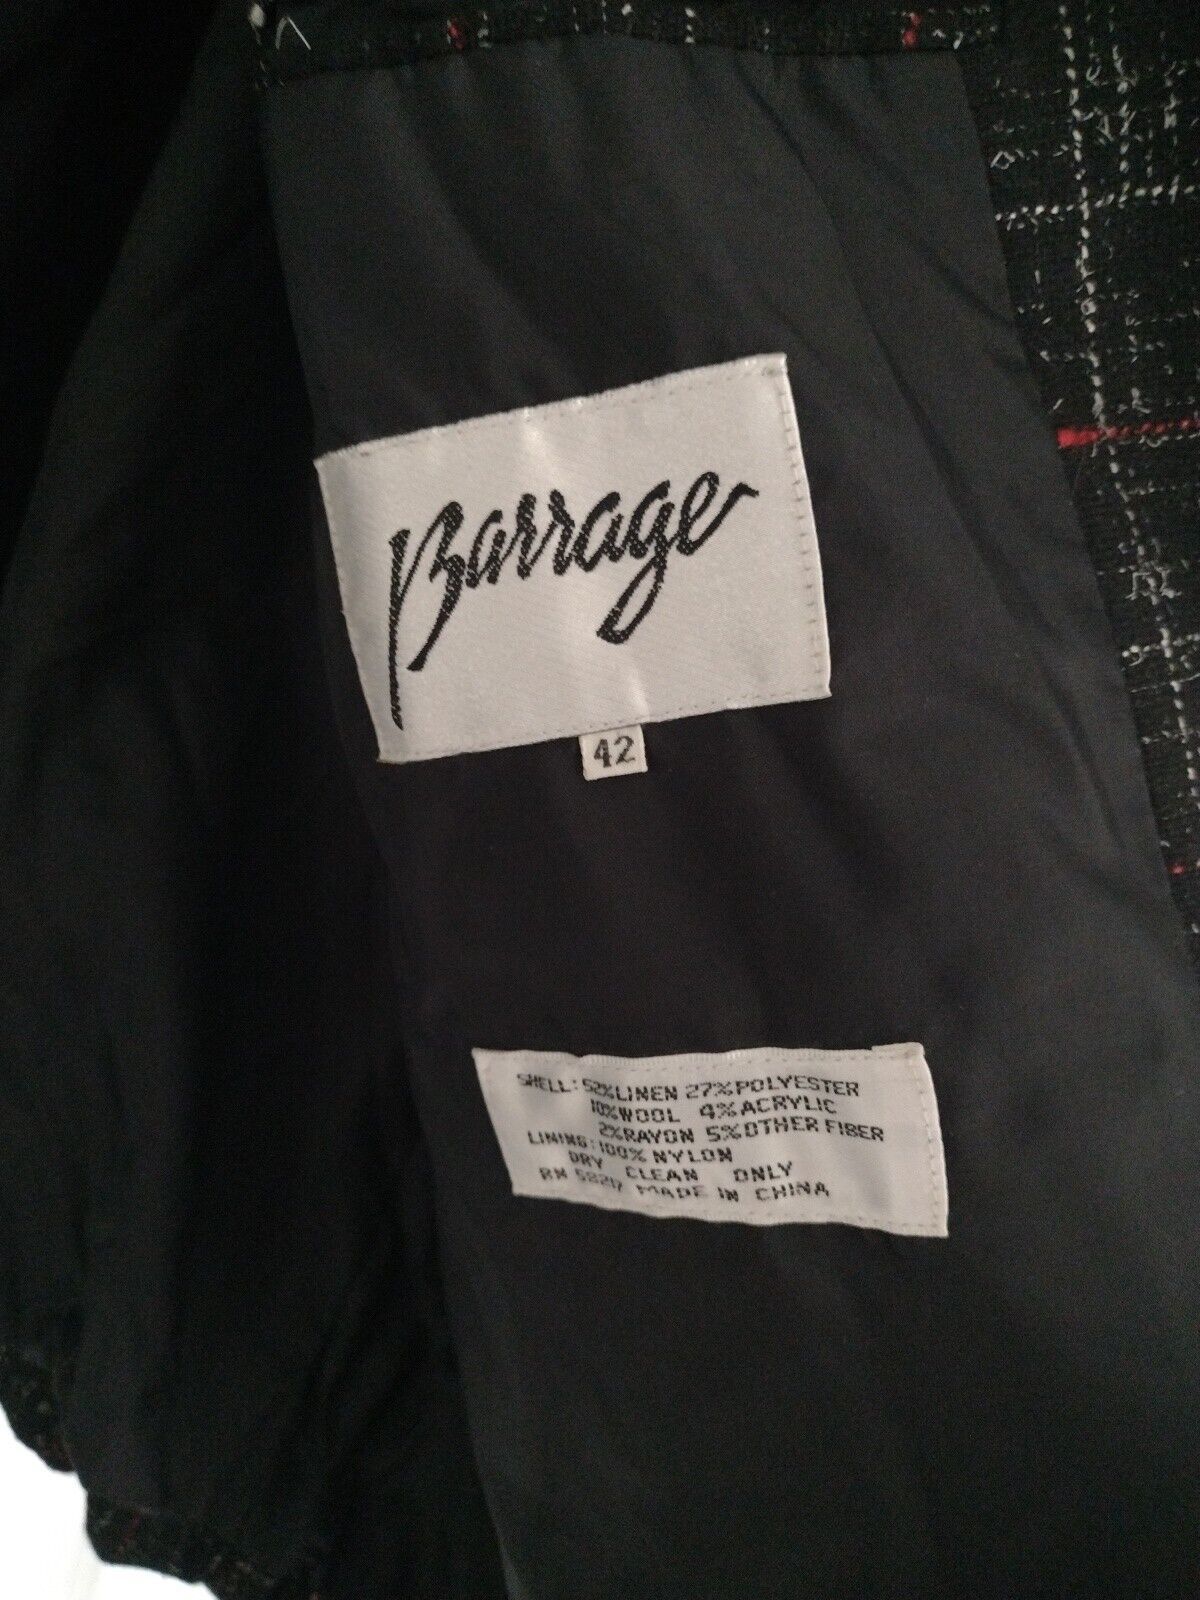 Barrage
42
SHELL: 52% LINEN 27% POLYESTER
10% WOOL 4% ACRYLIC
2% RAYON 5% OTHER FIBER
LINING: 100% NYLON
DRY CLEAN ONLY
RN MADE IN CHINA